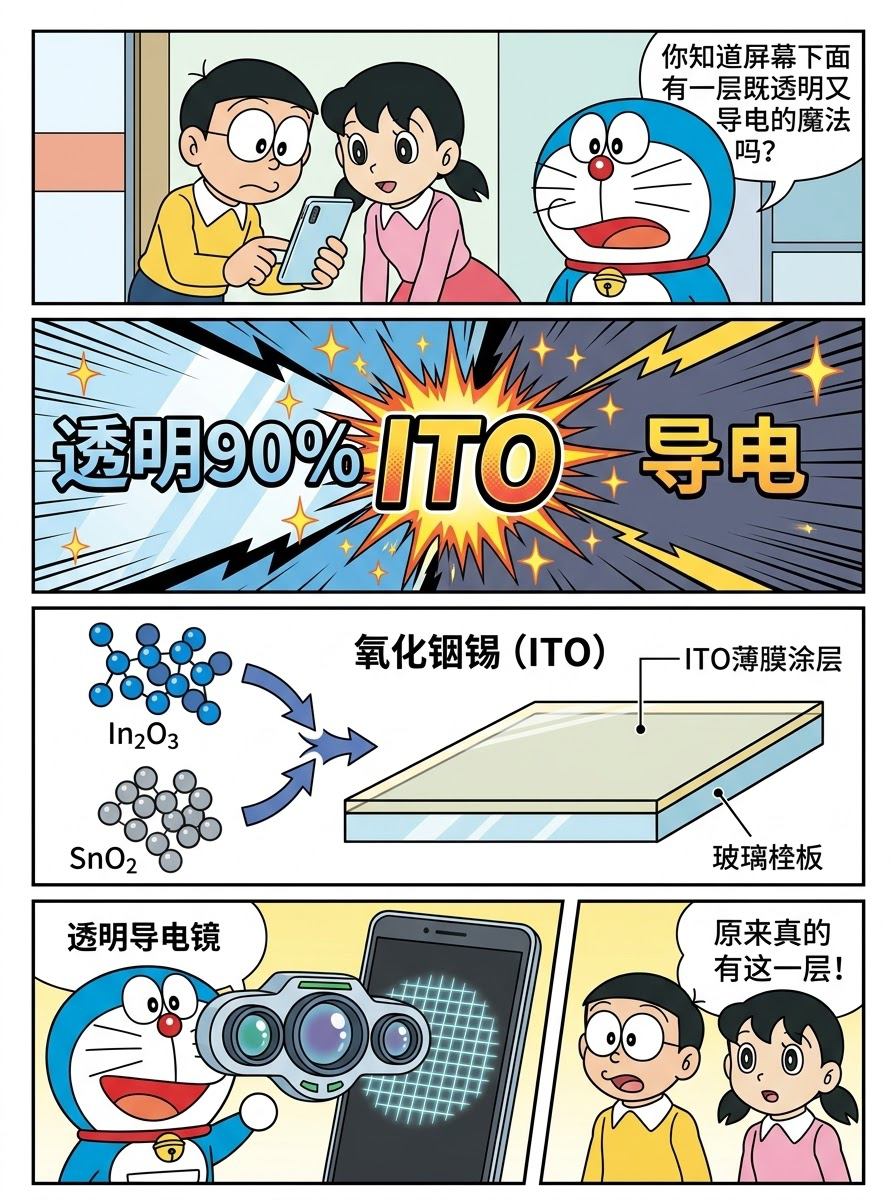 你知道屏幕下面
有一层既透明又
导电的魔法
吗？
透明90%
ITO
导电
氧化铟锡（ITO）
ITO薄膜涂层
In₂O₃
SnO₂
玻璃桎板
透明导电镜
原来真的
有这一层！